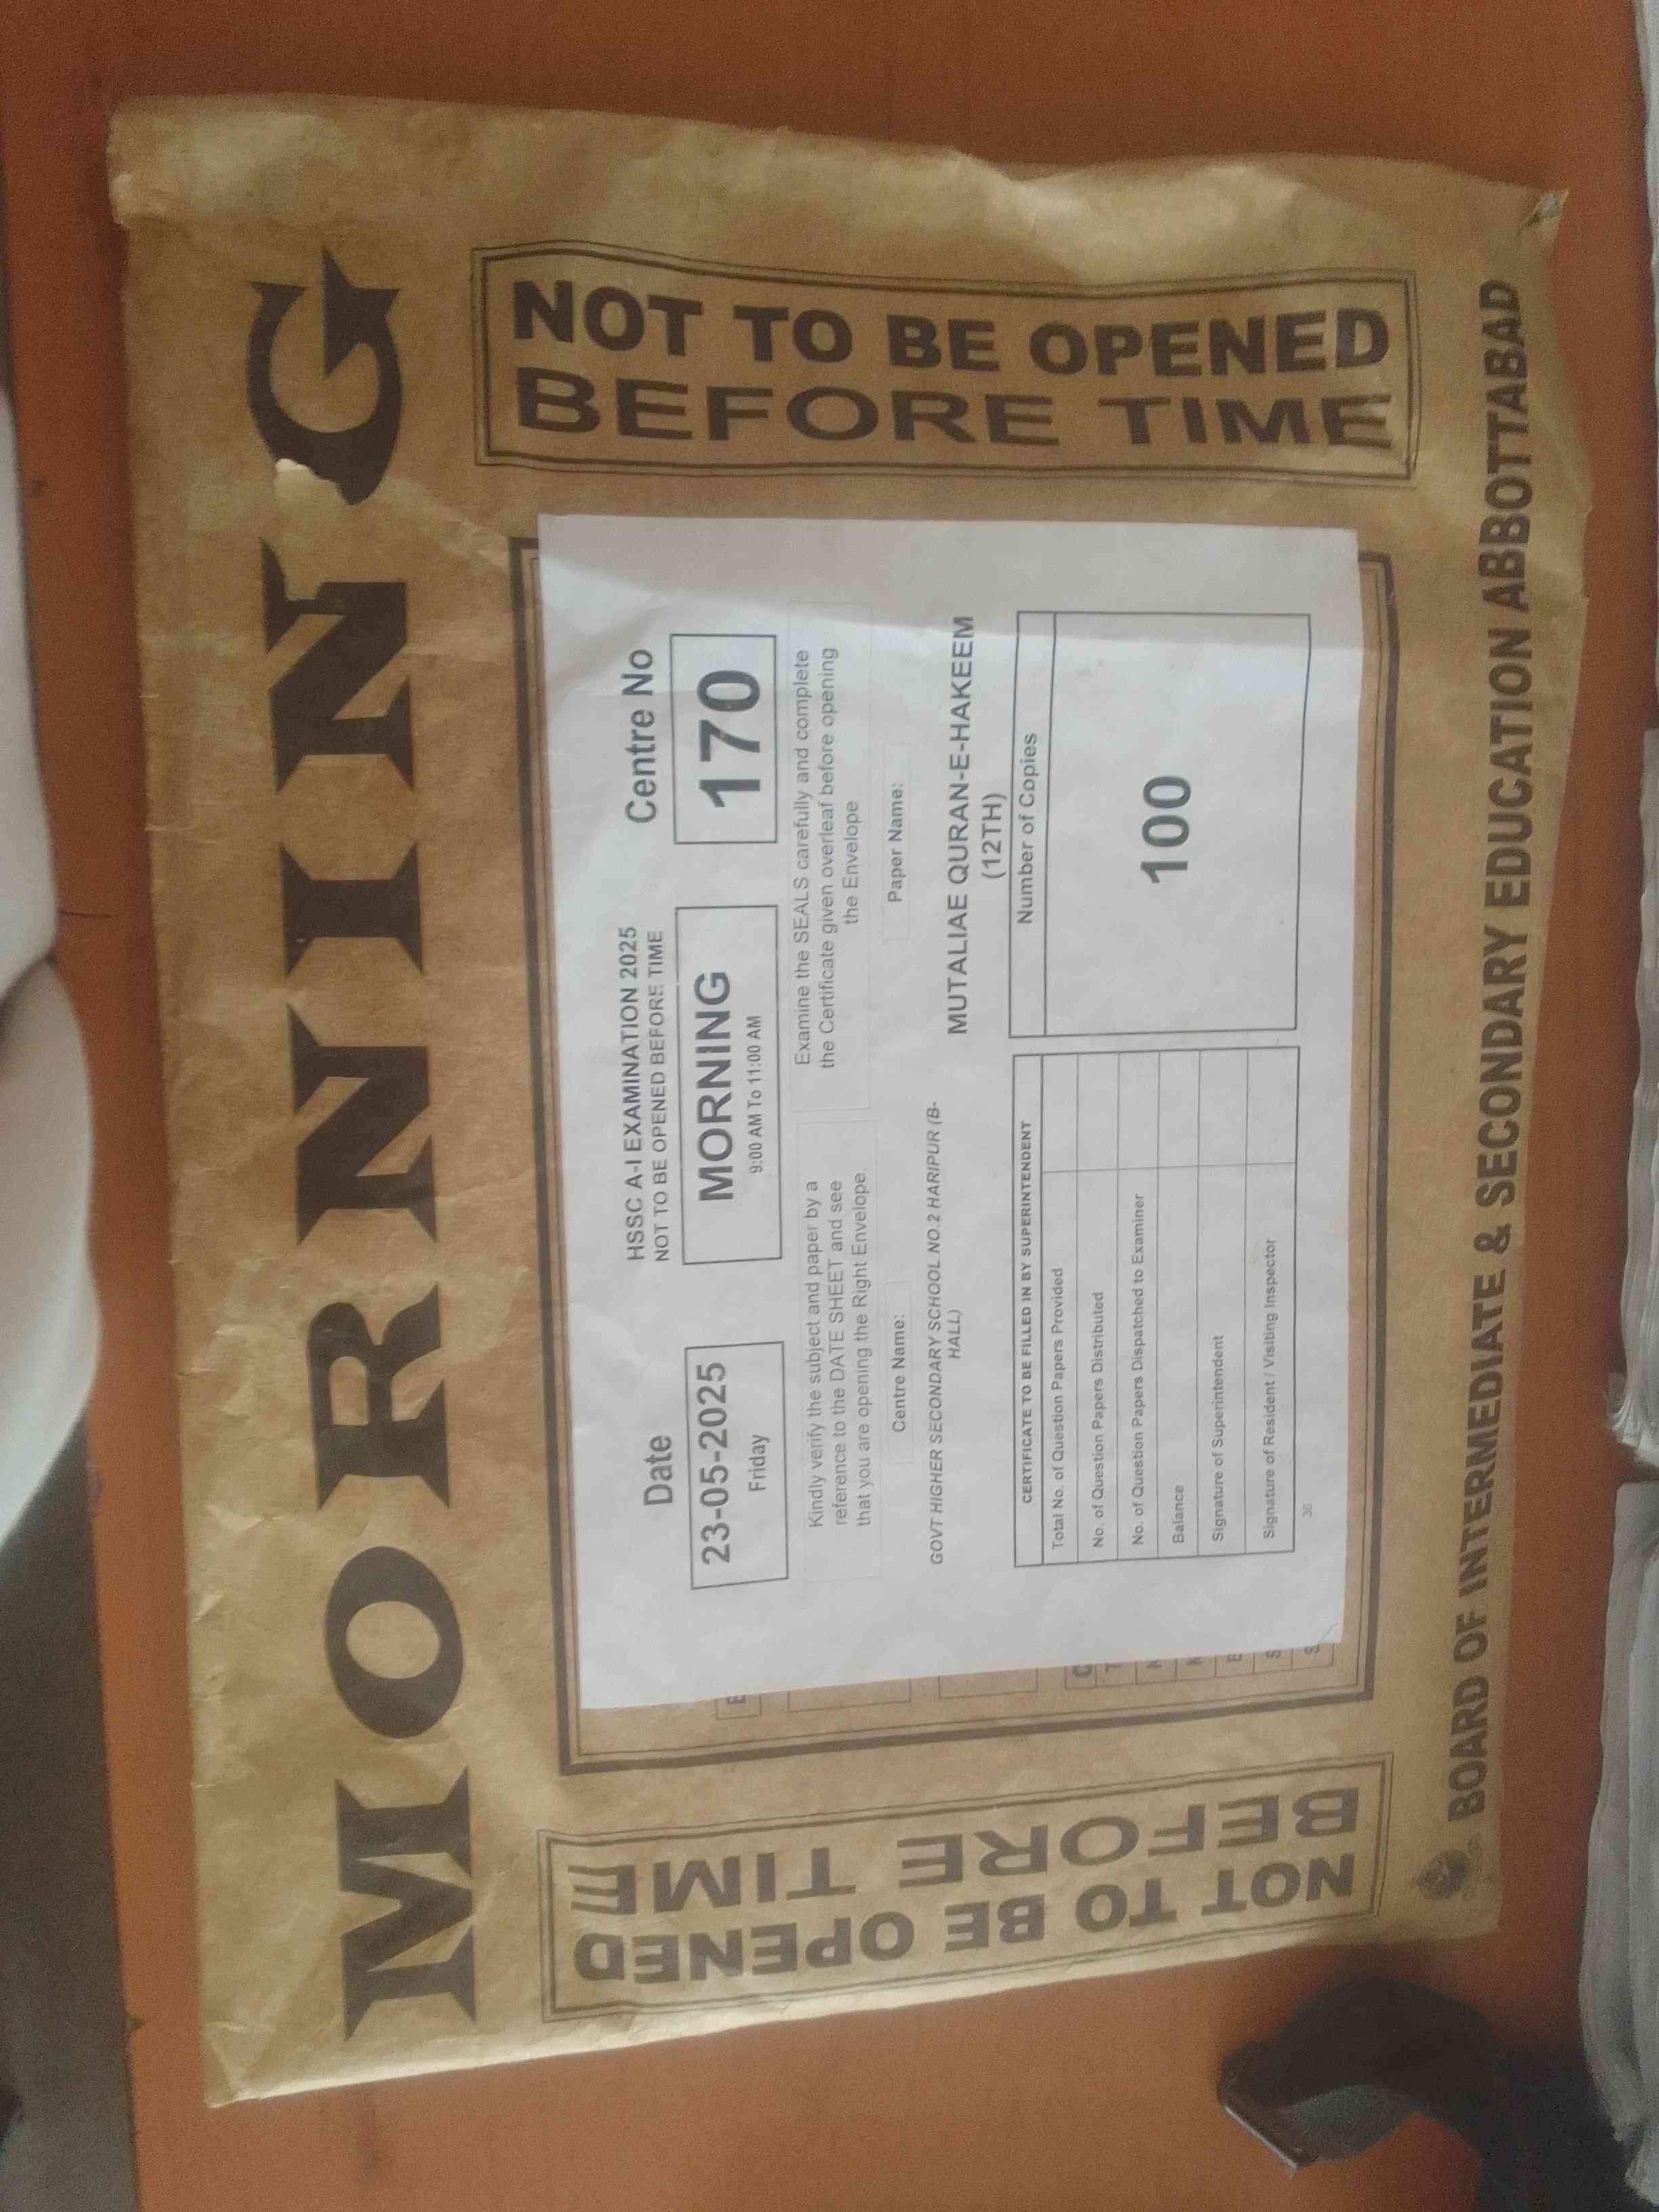 MORNING
NOT TO BE OPENED
BEFORE TIME
HSSC A-I EXAMINATION 2025
NOT TO BE OPENED BEFORE TIME
Date
Centre No
23-05-2025
Friday
MORNING
9:00 AM To 11:00 AM
170
Kindly verify the subject and paper by a
reference to the DATE SHEET and see
that you are opening the Right Envelope.
Examine the SEALS carefully and complete
the Certificate given overleaf before opening
the Envelope
Centre Name:
Paper Name:
GOVT HIGHER SECONDARY SCHOOL NO.2 HARIPUR (B-
HALL)
MUTALIAE QURAN-E-HAKEEM
(12TH)
CERTIFICATE TO BE FILLED IN BY SUPERINTENDENT
Total No. of Question Papers Provided
No. of Question Papers Distributed
No. of Question Papers Dispatched to Examiner
Balance
Signature of Superintendent
Signature of Resident / Visiting Inspector
Number of Copies
100
36
NOT TO BE OPENED
BEFORE TIME
BOARD OF INTERMEDIATE & SECONDARY EDUCATION ABBOTTABAD